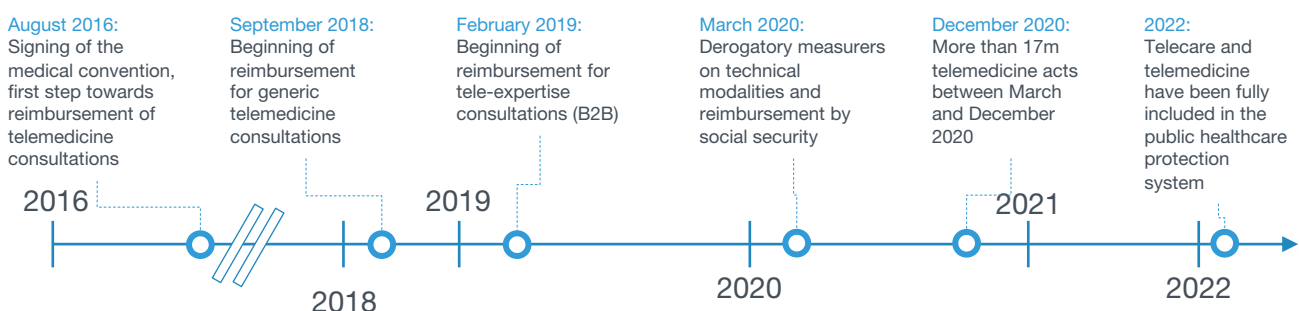 August 2016:
Signing of the
medical convention,
first step towards
reimbursement of
telemedicine
consultations
September 2018:
Beginning of
reimbursement
for generic
telemedicine
consultations
February 2019:
Beginning of
reimbursement for
tele-expertise
consultations (B2B)
March 2020:
Derogatory measurers
on technical
modalities and
reimbursement by
social security
December 2020:
More than 17m
telemedicine acts
between March
and December
2020
2022:
Telecare and
telemedicine
have been fully
included in the
public healthcare
protection
system
2016
2018
2019
2020
2021
2022